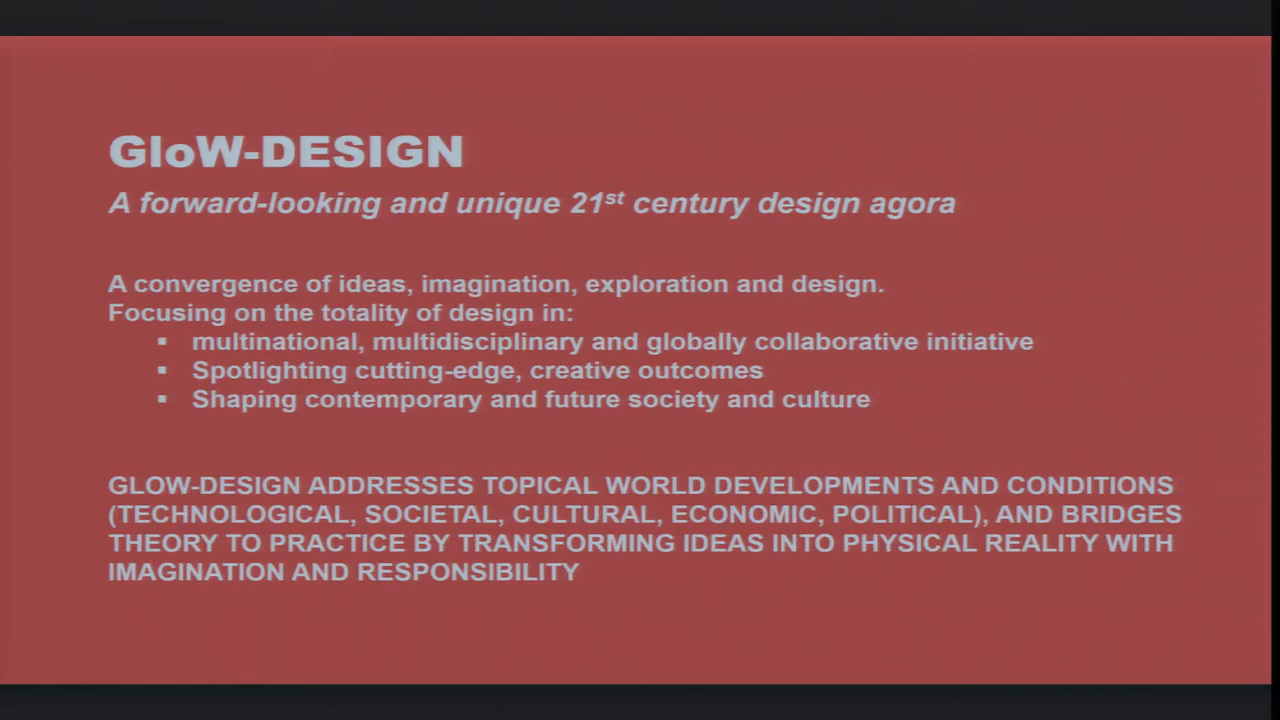 GloW-DESIGN
A forward-looking and unique 21st century design agora
A convergence of ideas, imagination, exploration and design.
Focusing on the totality of design in:
▪ multinational, multidisciplinary and globally collaborative initiative
▪ Spotlighting cutting-edge, creative outcomes
▪ Shaping contemporary and future society and culture
GLOW-DESIGN ADDRESSES TOPICAL WORLD DEVELOPMENTS AND CONDITIONS
(TECHNOLOGICAL, SOCIETAL, CULTURAL, ECONOMIC, POLITICAL), AND BRIDGES
THEORY TO PRACTICE BY TRANSFORMING IDEAS INTO PHYSICAL REALITY WITH
IMAGINATION AND RESPONSIBILITY